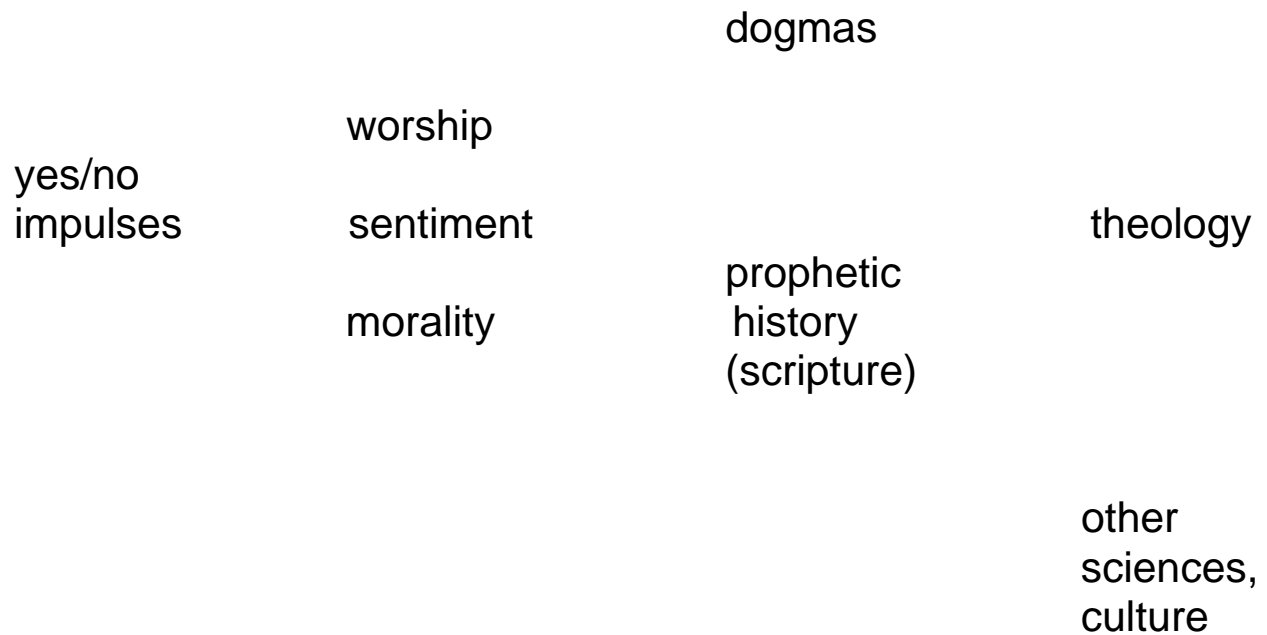 dogmas
worship
yes/no
impulses sentiment theology
prophetic
morality history
(scripture)
other
sciences,
culture